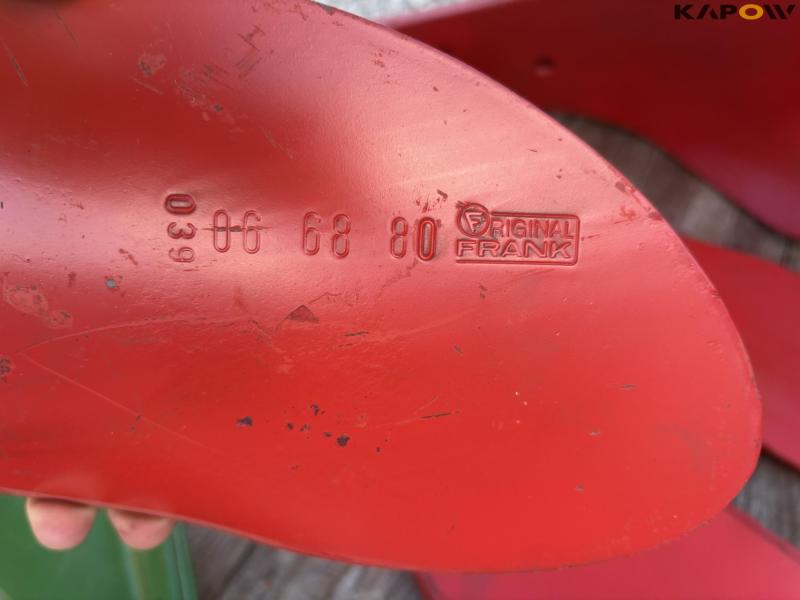 KAPOW
039
06 68 80
F
ORIGINAL
FRANK